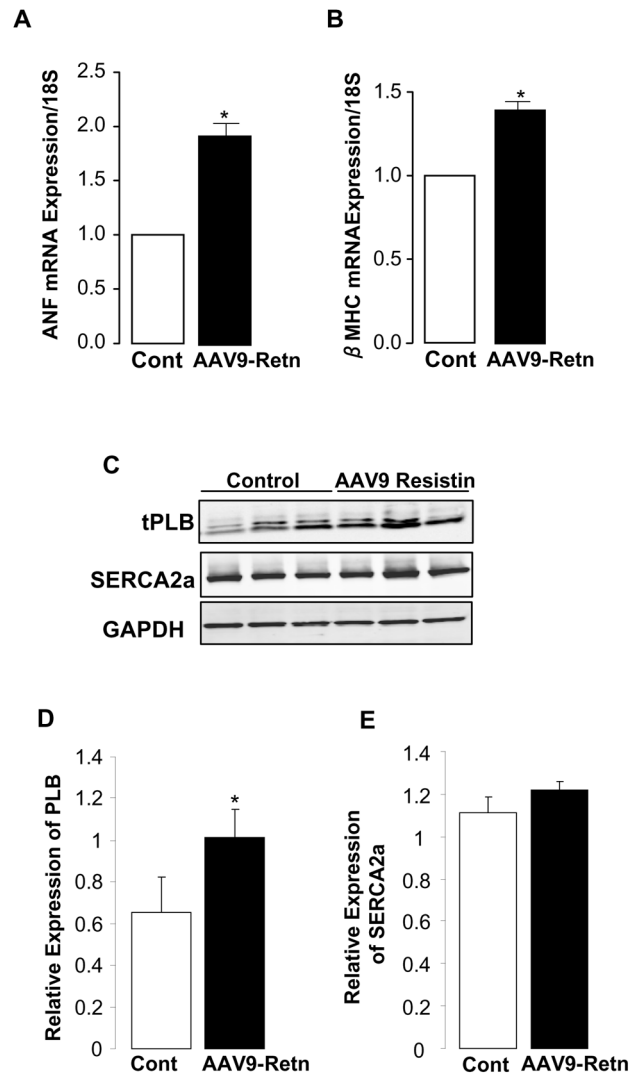 A
ANF mRNA Expression/18S
2.5
2.0
1.5
1.0
0.5
0.0
*
Cont
AAV9-Retn
B
β MHC mRNAExpression/18S
1.5
1.0
0.5
0.0
*
Cont
AAV9-Retn
C
Control
AAV9 Resistin
tPLB
SERCA2a
GAPDH
D
Relative Expression of PLB
1.4
1.2
1
0.8
0.6
0.4
0.2
0
*
Cont
AAV9-Retn
E
Relative Expression
of SERCA2a
1.4
1.2
1
0.8
0.6
0.4
0.2
0
Cont
AAV9-Retn